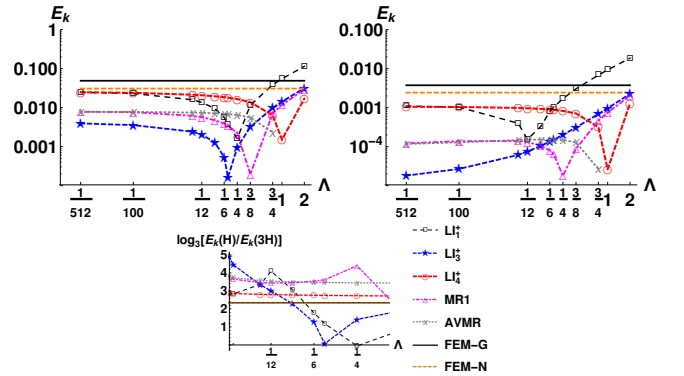 E_k
1
0.100
0.010
0.001
1/512
1/100
1/12
1/6
1/4
3/8
3/4
1
2
Λ
E_k
1
0.100
0.010
0.001
10⁻⁴
1/512
1/100
1/12
1/6
1/4
3/8
3/4
1
2
Λ
log₃[E_k(H)/E_k(3H)]
5
4
3
2
1
1/12
1/6
1/4
Λ
LI₁⁺
LI₃⁺
LI₄⁺
MR1
AVMR
FEM-G
FEM-N